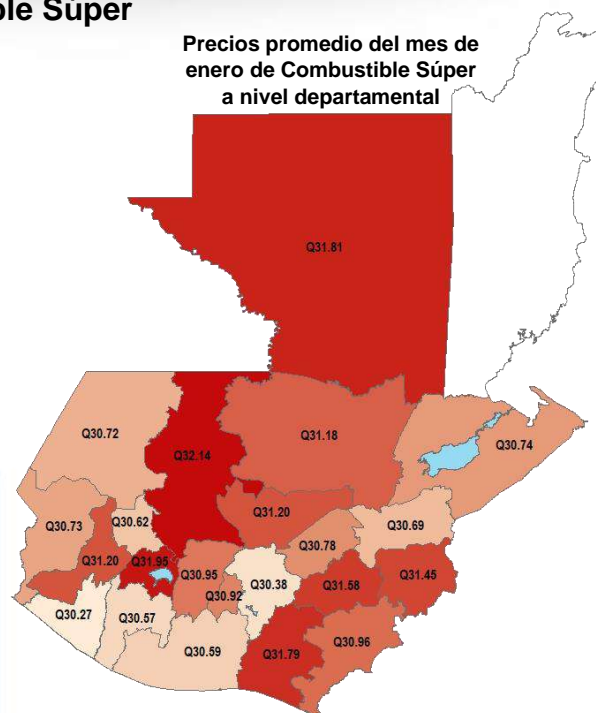 ble Súper
Precios promedio del mes de
enero de Combustible Súper
a nivel departamental
Q31.81
Q30.72
Q32.14
Q31.18
Q30.74
Q30.73
Q30.62
Q31.20
Q30.69
Q30.78
Q31.20
Q31.95
Q30.95
Q30.38
Q31.58
Q31.45
Q30.92
Q30.27
Q30.57
Q30.59
Q31.79
Q30.96